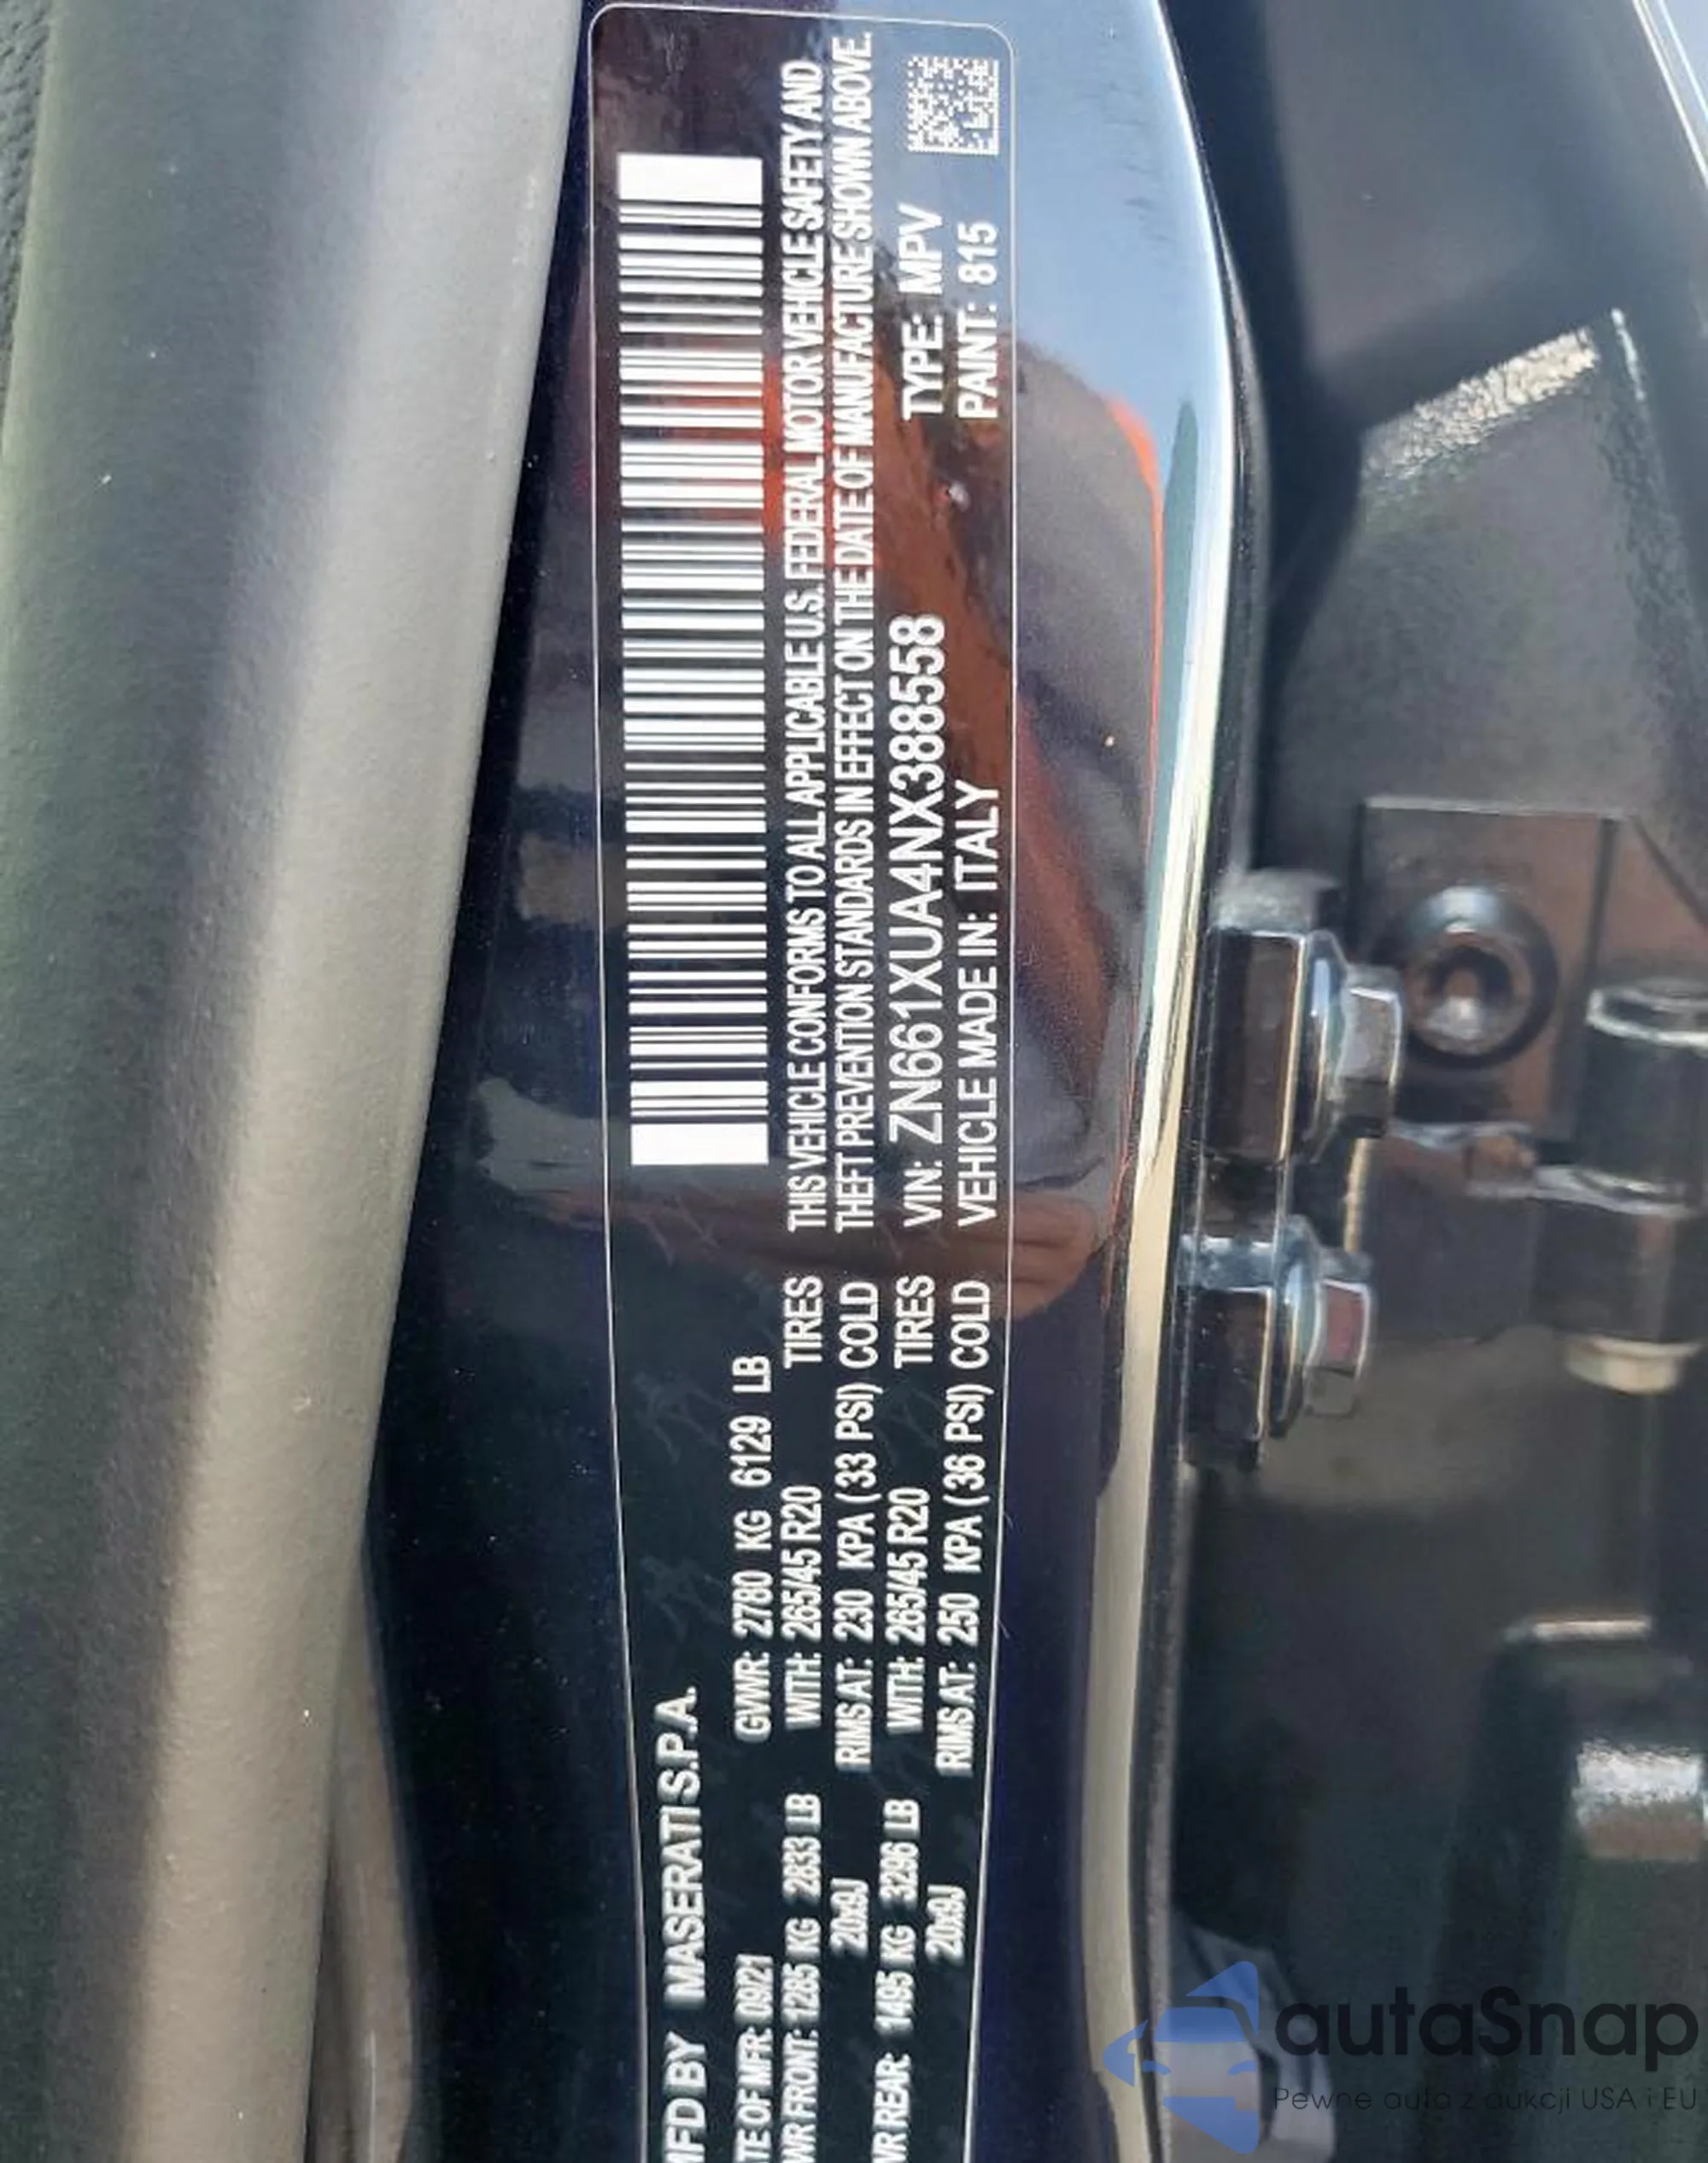 MFD BY MASERATI S.P.A.
TE OF MFR: 09/21 GVWR: 2780 KG 6129 LB
WR FRONT: 1285 KG 2833 LB WITH: 265/45 R20 TIRES
20x9J RIMS AT: 230 KPA (33 PSI) COLD
WR REAR: 1495 KG 3296 LB WITH: 265/45 R20 TIRES
20x9J RIMS AT: 250 KPA (36 PSI) COLD
THIS VEHICLE CONFORMS TO ALL APPLICABLE U.S. FEDERAL MOTOR VEHICLE SAFETY AND
THEFT PREVENTION STANDARDS IN EFFECT ON THE DATE OF MANUFACTURE SHOWN ABOVE.
VIN: ZN661XUA4NX388558 TYPE: MPV
VEHICLE MADE IN: ITALY PAINT: 815
autaSnap
Pewne auta z aukcji USA i EU